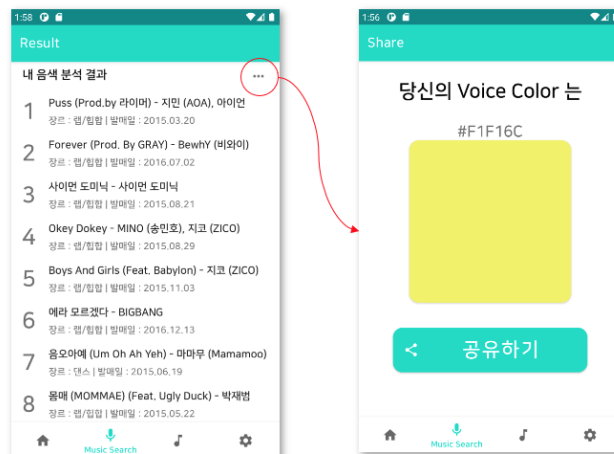 1:58
Result
내 음색 분석 결과
1 Puss (Prod.by 라이머) - 지민 (AOA), 아이언
장르 : 랩/힙합 | 발매일 : 2015.03.20
2 Forever (Prod. By GRAY) - BewhY (비와이)
장르 : 랩/힙합 | 발매일 : 2016.07.02
3 사이먼 도미닉 - 사이먼 도미닉
장르 : 랩/힙합 | 발매일 : 2015.08.21
4 Okey Dokey - MINO (송민호), 지코 (ZICO)
장르 : 랩/힙합 | 발매일 : 2015.08.29
5 Boys And Girls (Feat. Babylon) - 지코 (ZICO)
장르 : 랩/힙합 | 발매일 : 2015.11.03
6 에라 모르겠다 - BIGBANG
장르 : 랩/힙합 | 발매일 : 2016.12.13
7 음오아예 (Um Oh Ah Yeh) - 마마무 (Mamamoo)
장르 : 댄스 | 발매일 : 2015.06.19
8 몸매 (MOMMAE) (Feat. Ugly Duck) - 박재범
장르 : 랩/힙합 | 발매일 : 2015.05.22
Music Search
1:56
Share
당신의 Voice Color 는
#F1F16C
공유하기
Music Search